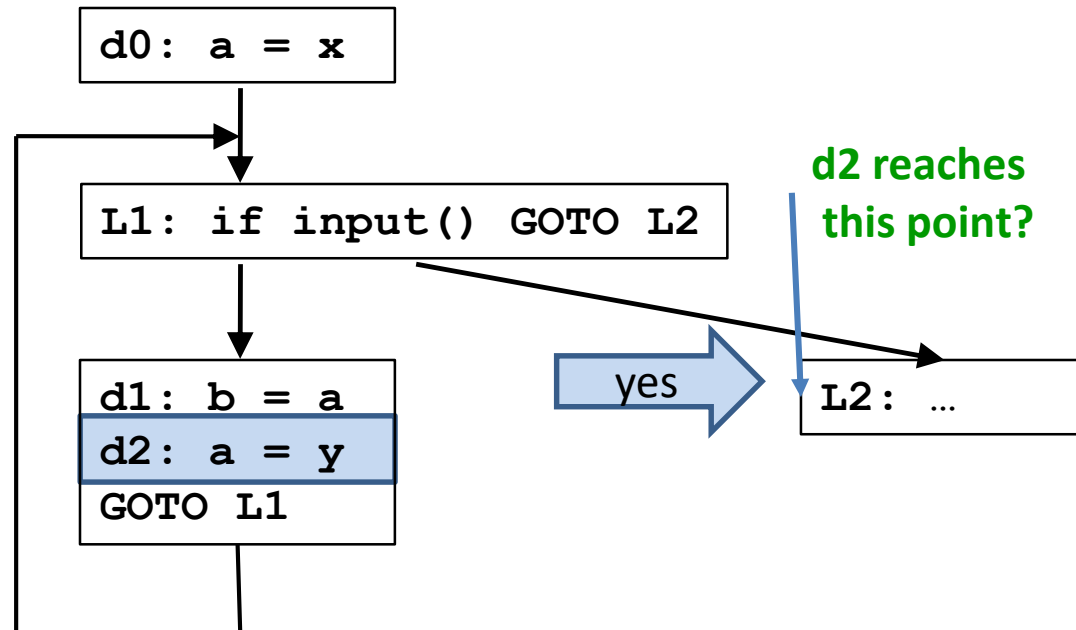 d0: a = x
L1: if input() GOTO L2
d2 reaches
this point?
d1: b = a
d2: a = y
GOTO L1
yes
L2: …